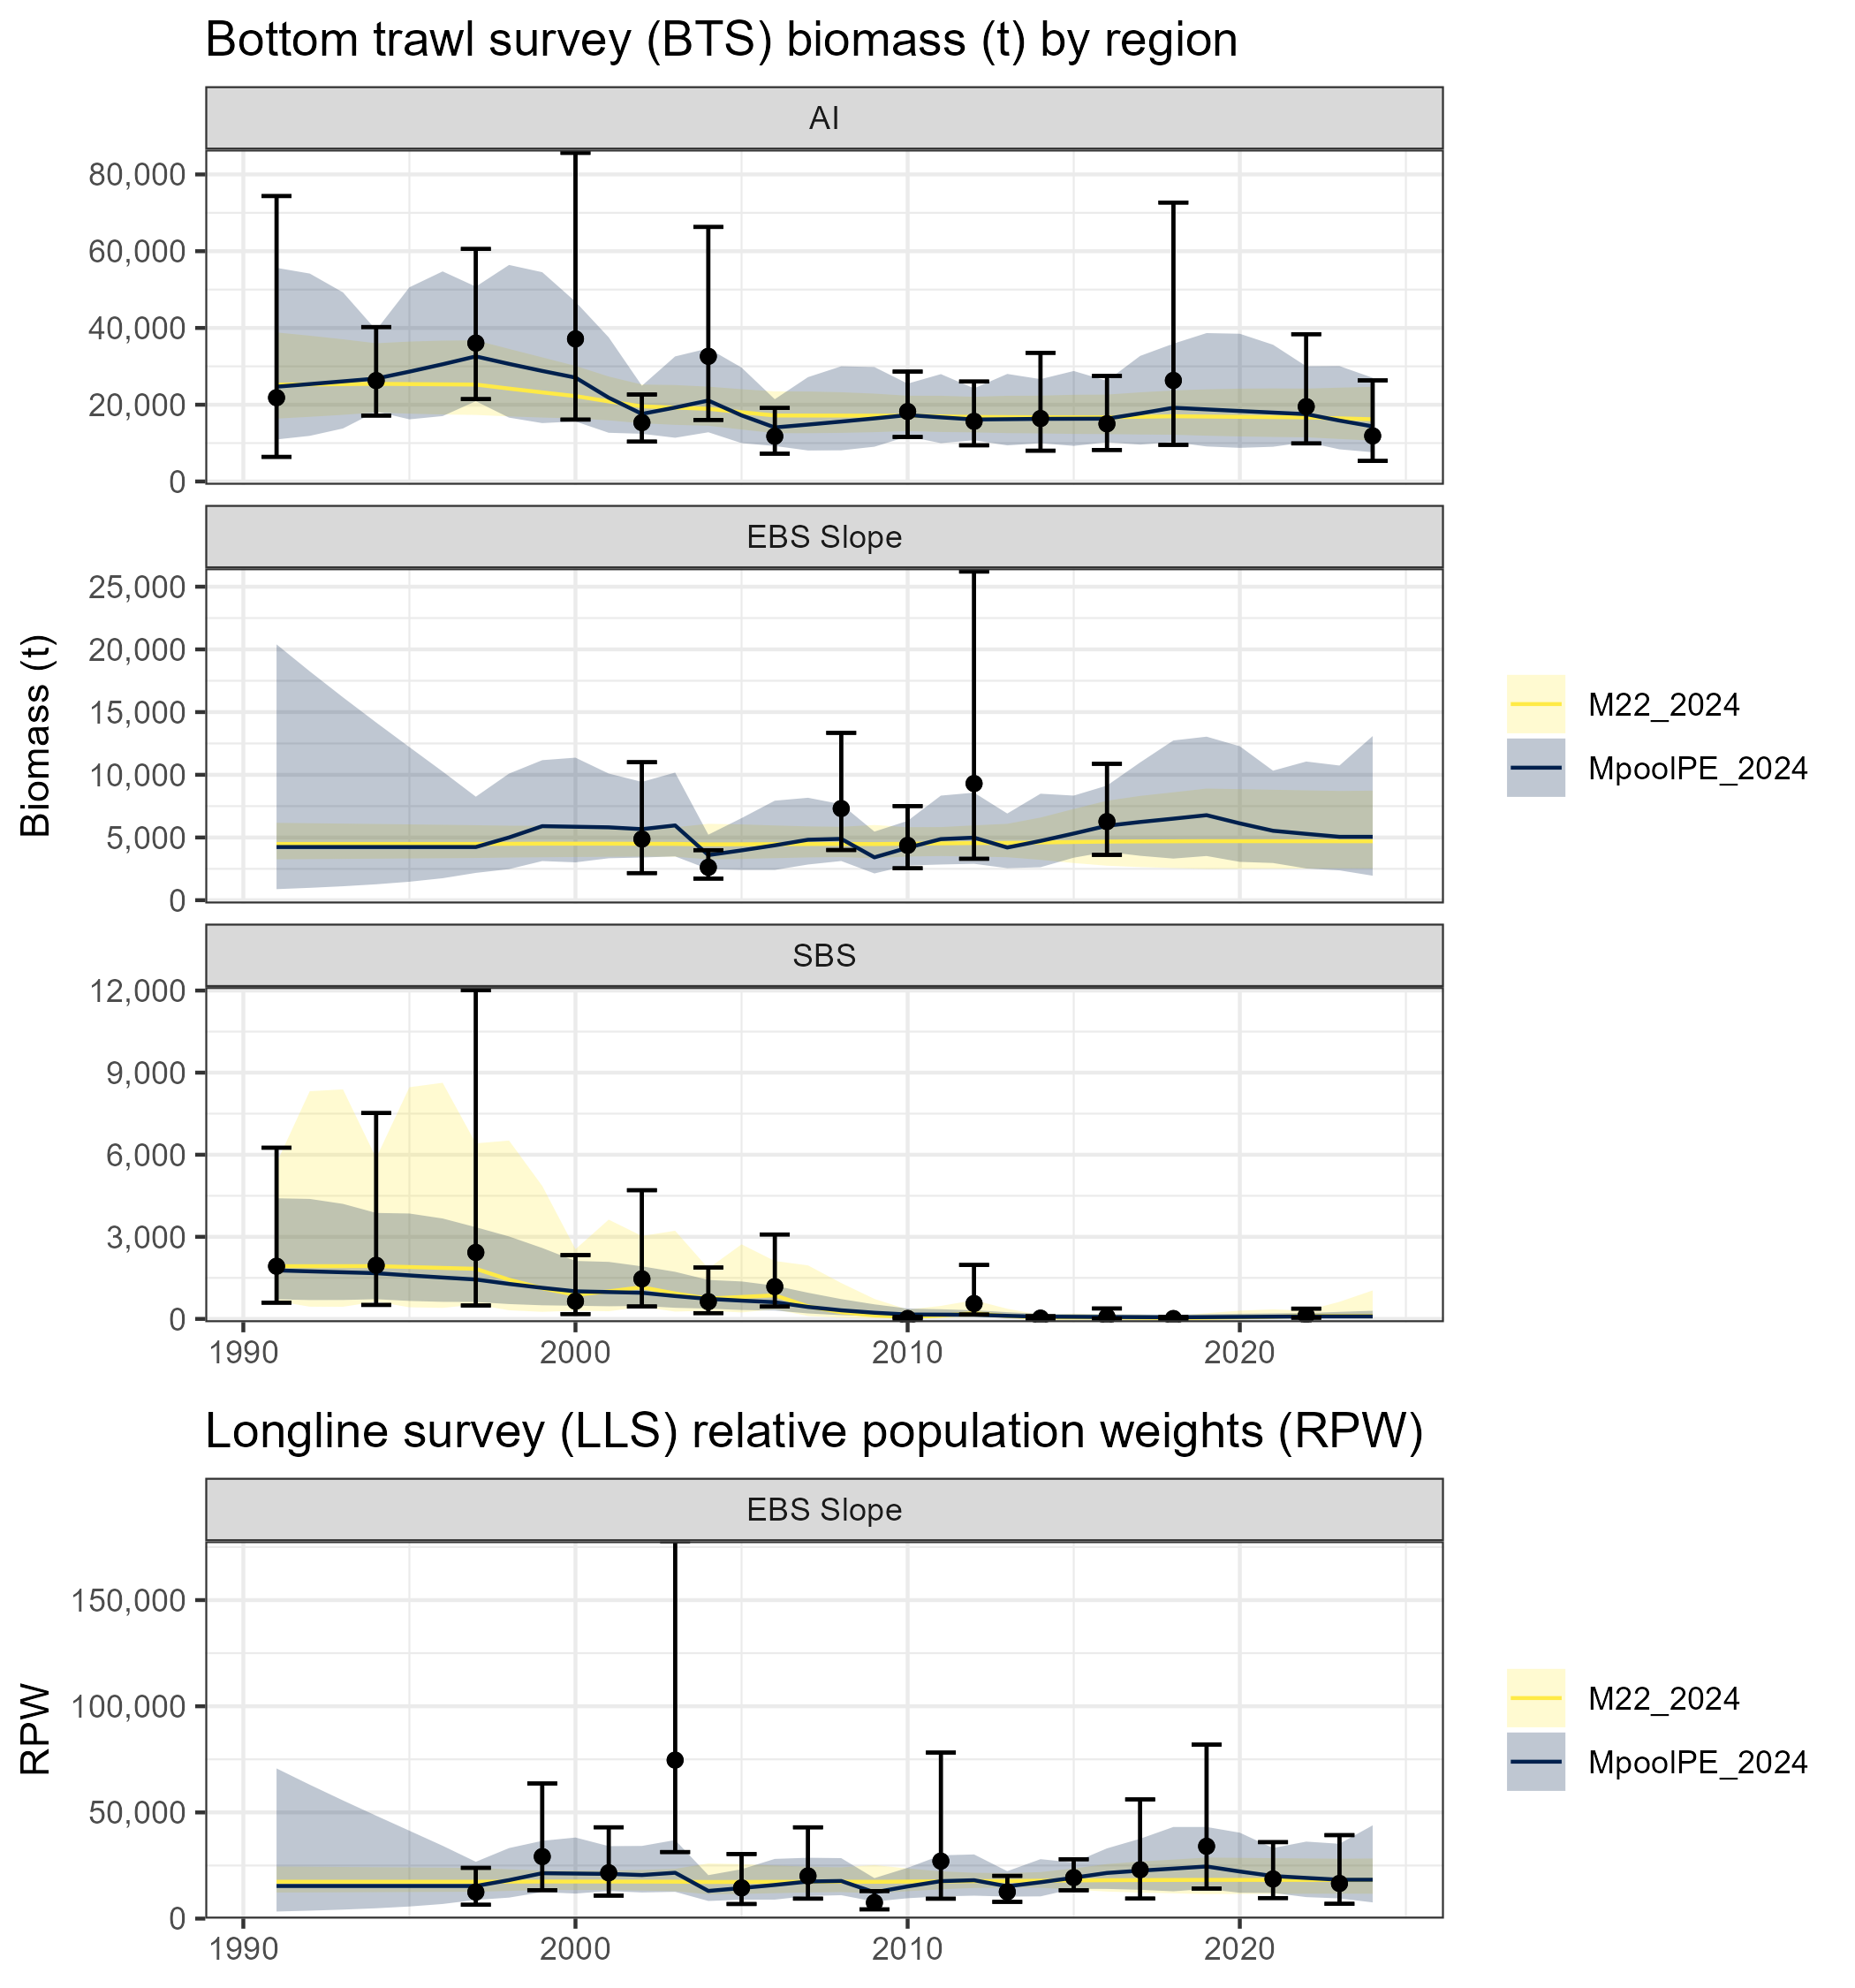 Bottom trawl survey (BTS) biomass (t) by region
AI
80,000
60,000
40,000
20,000
0
EBS Slope
25,000
20,000
15,000
10,000
5,000
0
Biomass (t)
SBS
12,000
9,000
6,000
3,000
0
1990 2000 2010 2020
M22_2024
MpoolPE_2024
Longline survey (LLS) relative population weights (RPW)
EBS Slope
150,000
100,000
50,000
0
RPW
1990 2000 2010 2020
M22_2024
MpoolPE_2024